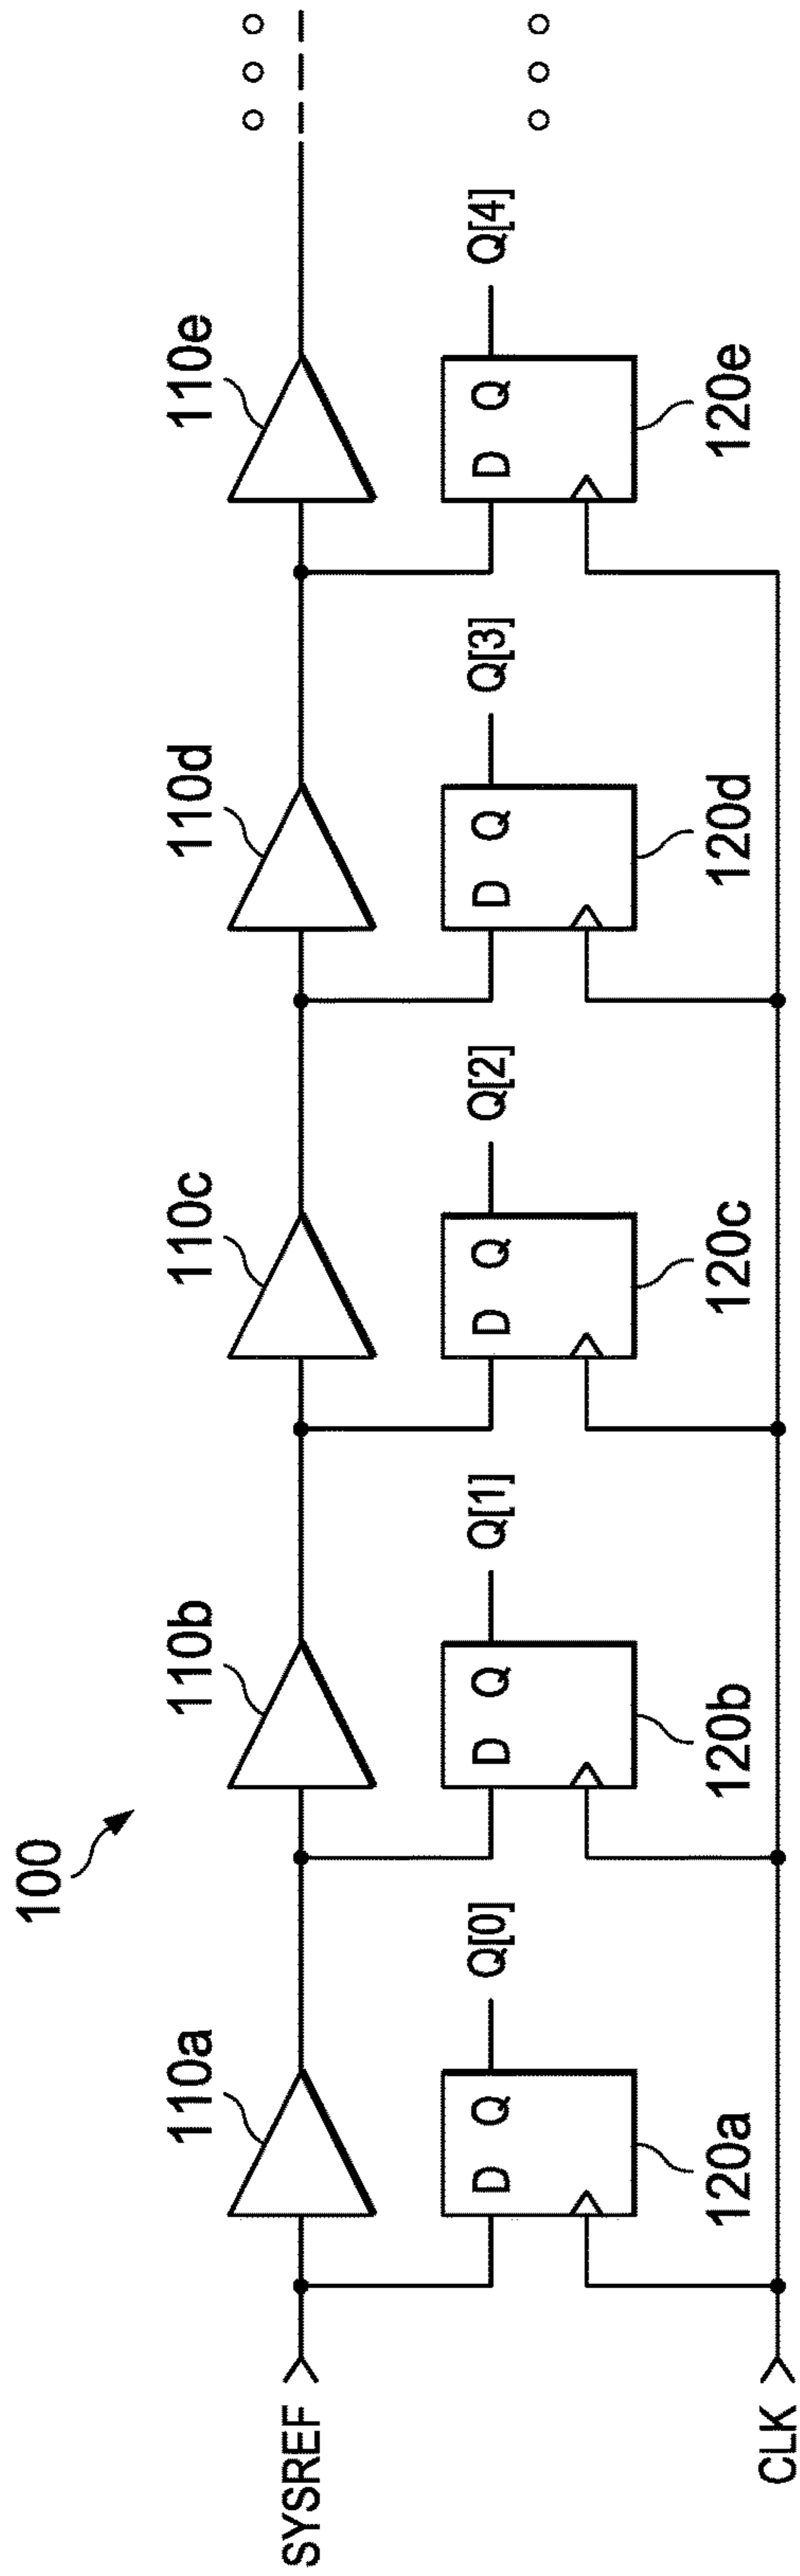 100
110a
110b
110c
110d
110e
SYSREF
Q[0]
Q[1]
Q[2]
Q[3]
Q[4]
D Q
D Q
D Q
D Q
D Q
120a
120b
120c
120d
120e
CLK